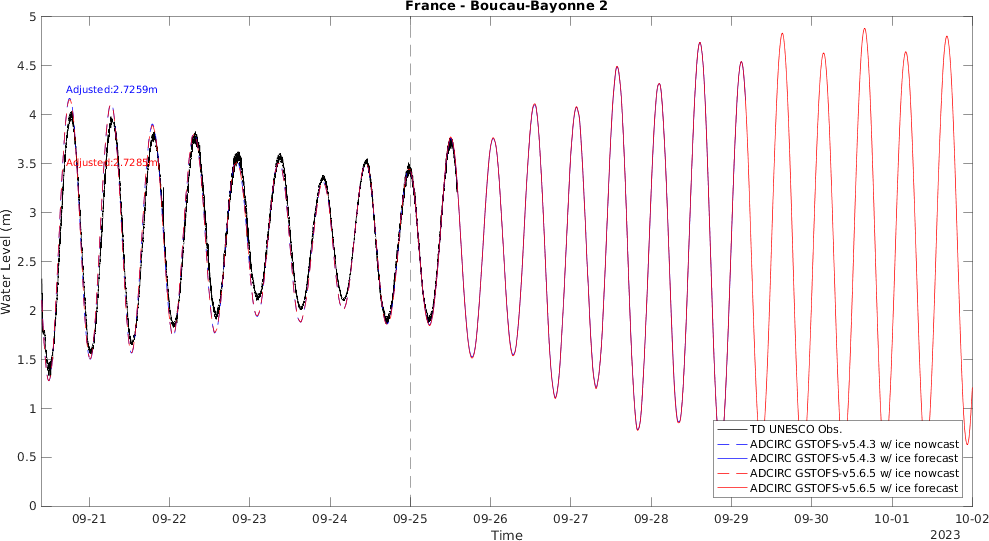 France - Boucau-Bayonne 2
5
4.5
4
3.5
3
2.5
2
1.5
1
0.5
0
Water Level (m)
Adjusted:2.7259m
Adjusted:2.7285m
TD UNESCO Obs.
ADCIRC GSTOFS-v5.4.3 w/ ice nowcast
ADCIRC GSTOFS-v5.4.3 w/ ice forecast
ADCIRC GSTOFS-v5.6.5 w/ ice nowcast
ADCIRC GSTOFS-v5.6.5 w/ ice forecast
09-21 09-22 09-23 09-24 09-25 09-26 09-27 09-28 09-29 09-30 10-01 10-02
2023
Time